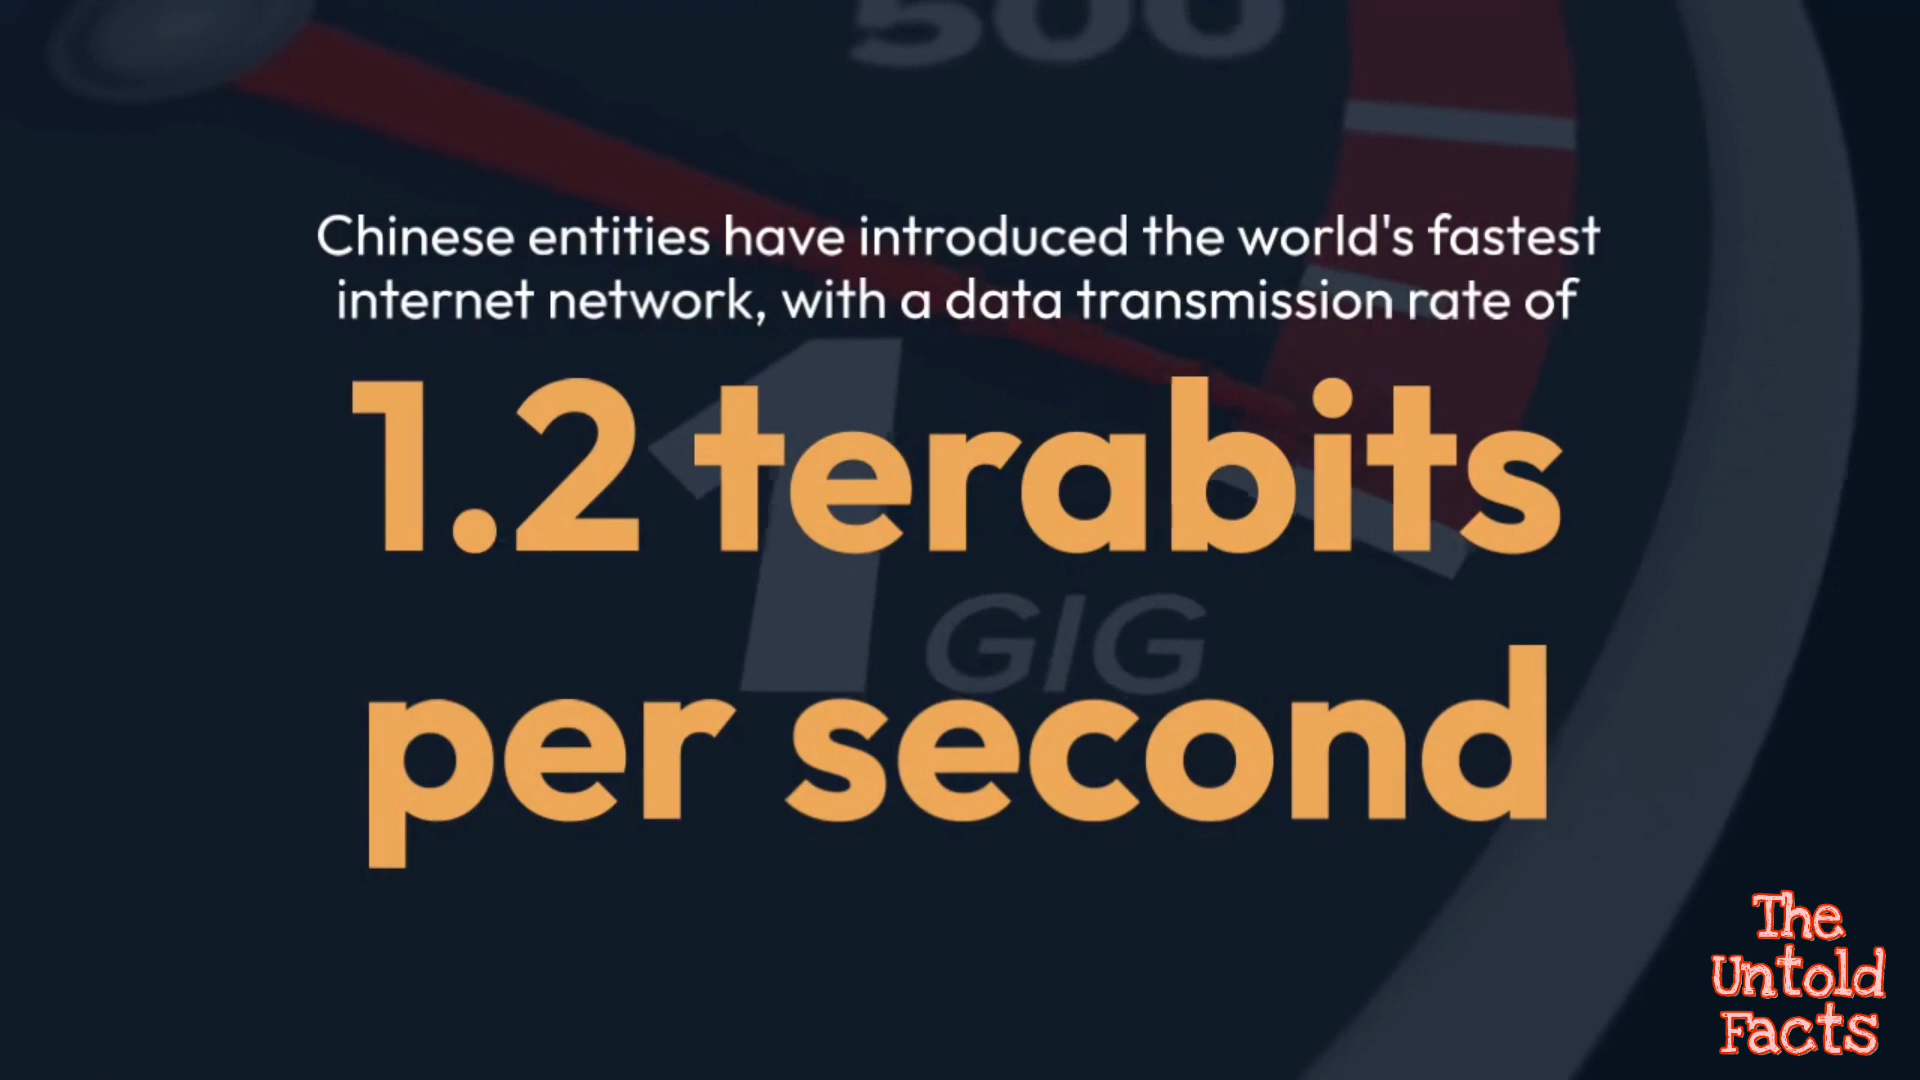 500
Chinese entities have introduced the world's fastest
internet network, with a data transmission rate of
1.2 terabits
1 GIG
per second
The
Untold
Facts